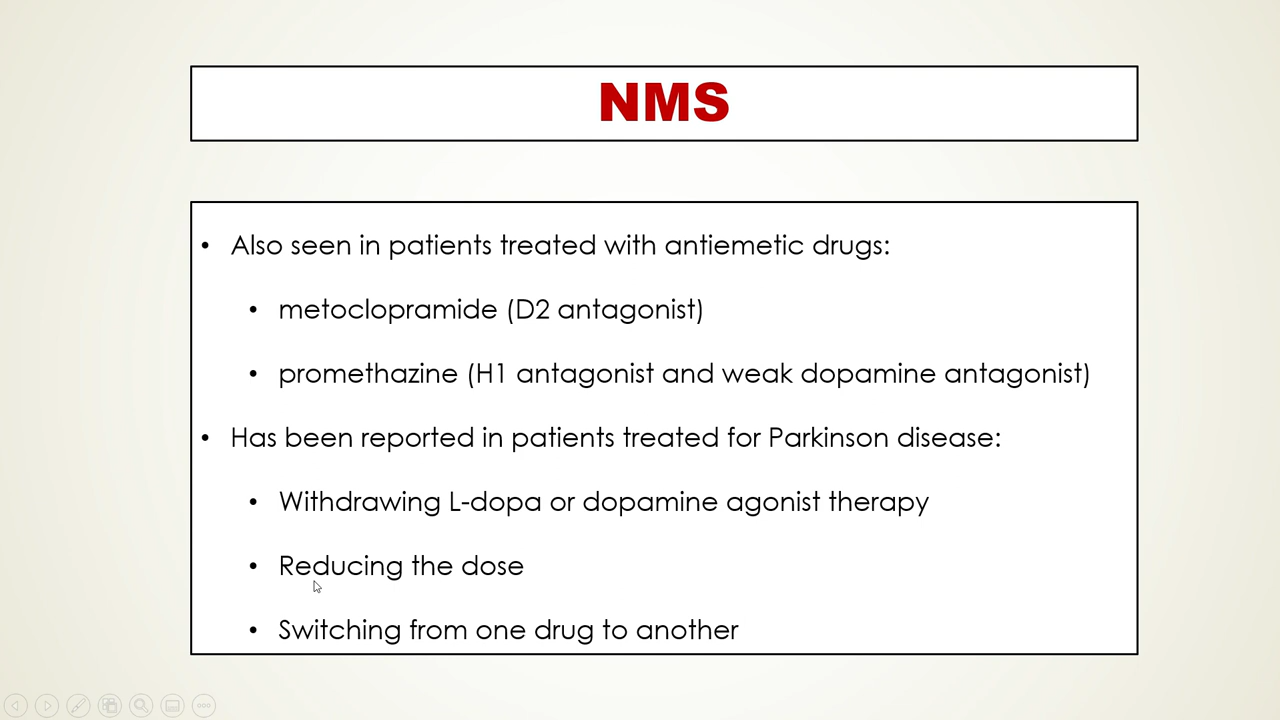 NMS
• Also seen in patients treated with antiemetic drugs:
• metoclopramide (D2 antagonist)
• promethazine (H1 antagonist and weak dopamine antagonist)
• Has been reported in patients treated for Parkinson disease:
• Withdrawing L-dopa or dopamine agonist therapy
• Reducing the dose
• Switching from one drug to another